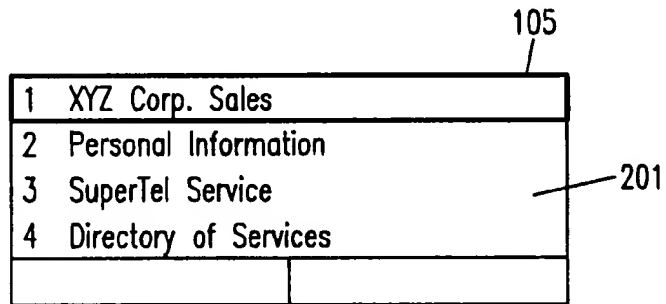 105
1 XYZ Corp. Sales
2 Personal Information
3 SuperTel Service
201
4 Directory of Services